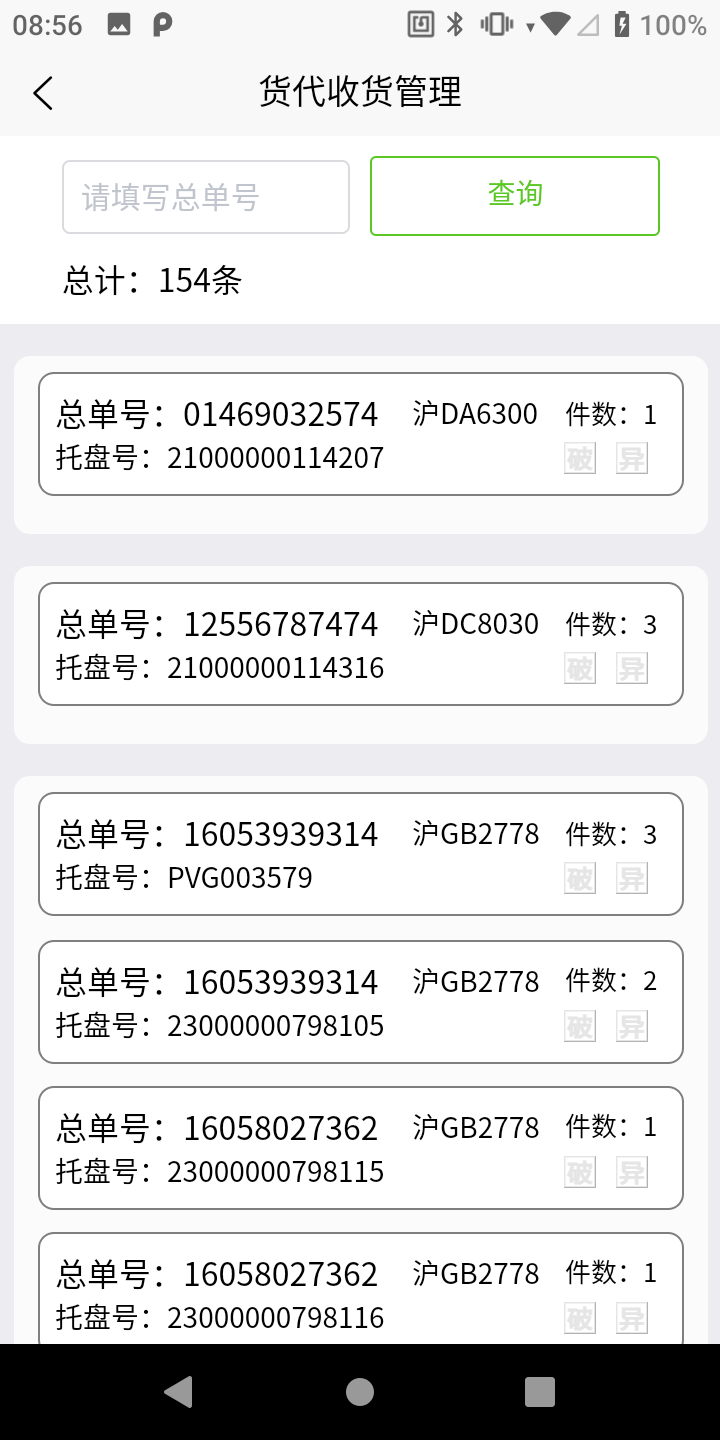 08:56 100%
货代收货管理
请填写总单号 查询
总计：154条
总单号：01469032574 沪DA6300 件数：1
托盘号：21000000114207 破 异
总单号：12556787474 沪DC8030 件数：3
托盘号：21000000114316 破 异
总单号：16053939314 沪GB2778 件数：3
托盘号：PVG003579 破 异
总单号：16053939314 沪GB2778 件数：2
托盘号：23000000798105 破 异
总单号：16058027362 沪GB2778 件数：1
托盘号：23000000798115 破 异
总单号：16058027362 沪GB2778 件数：1
托盘号：23000000798116 破 异